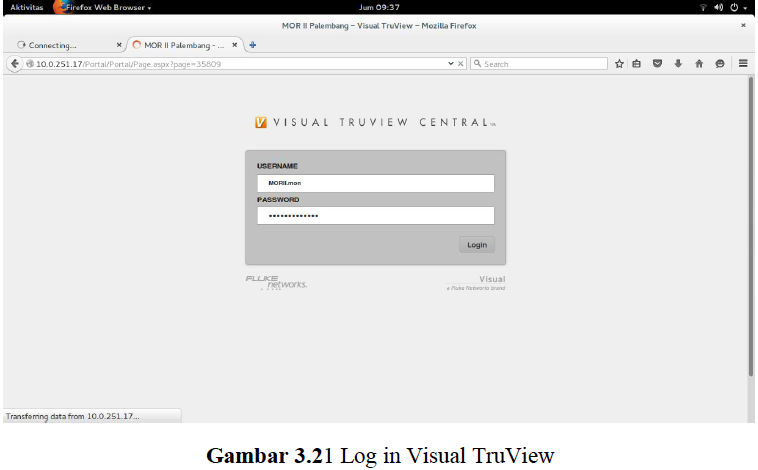 Aktivitas Firefox Web Browser Jum 09:37
MOR II Palembang - Visual TruView - Mozilla Firefox
Connecting... MOR II Palembang - ...
10.0.251.17/Portal/Portal/Page.aspx?page=35809 Search
VISUAL TRUVIEW CENTRAL
USERNAME
MORII.mon
PASSWORD
Login
FLUKE networks. Visual
a Fluke Networks brand
Transferring data from 10.0.251.17...
Gambar 3.21 Log in Visual TruView